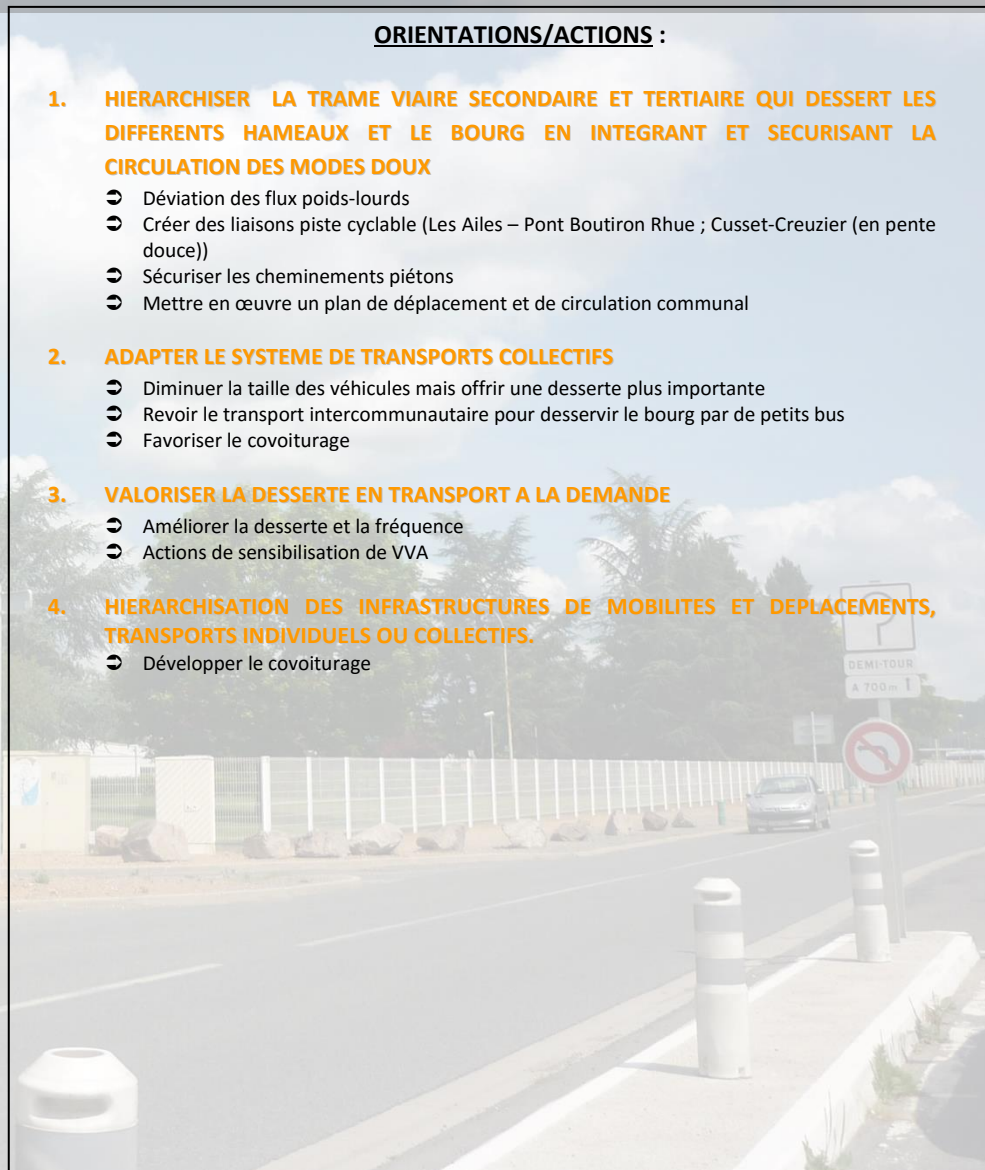 ORIENTATIONS/ACTIONS :
1. HIERARCHISER LA TRAME VIAIRE SECONDAIRE ET TERTIAIRE QUI DESSERT LES
DIFFERENTS HAMEAUX ET LE BOURG EN INTEGRANT ET SECURISANT LA
CIRCULATION DES MODES DOUX
➲ Déviation des flux poids-lourds
➲ Créer des liaisons piste cyclable (Les Ailes – Pont Boutiron Rhue ; Cusset-Creuzier (en pente
douce))
➲ Sécuriser les cheminements piétons
➲ Mettre en œuvre un plan de déplacement et de circulation communal
2. ADAPTER LE SYSTEME DE TRANSPORTS COLLECTIFS
➲ Diminuer la taille des véhicules mais offrir une desserte plus importante
➲ Revoir le transport intercommunautaire pour desservir le bourg par de petits bus
➲ Favoriser le covoiturage
3. VALORISER LA DESSERTE EN TRANSPORT A LA DEMANDE
➲ Améliorer la desserte et la fréquence
➲ Actions de sensibilisation de VVA
4. HIERARCHISATION DES INFRASTRUCTURES DE MOBILITES ET DEPLACEMENTS,
TRANSPORTS INDIVIDUELS OU COLLECTIFS.
➲ Développer le covoiturage
DEMI-TOUR
A 700 m